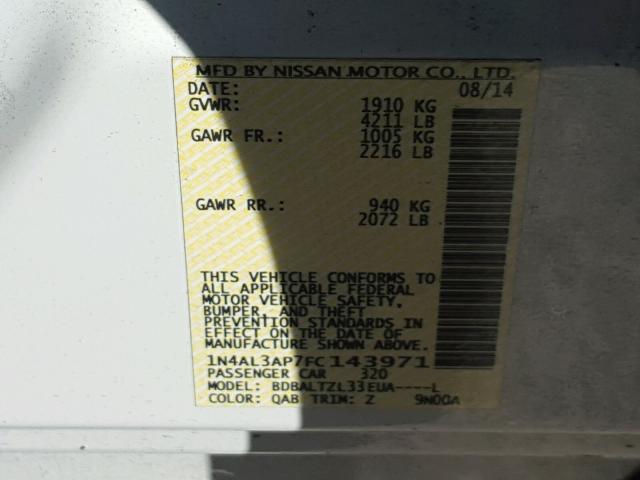 MFD BY NISSAN MOTOR CO., LTD.
DATE: 08/14
GVWR: 1910 KG
4211 LB
GAWR FR.: 1005 KG
2216 LB
GAWR RR.: 940 KG
2072 LB
THIS VEHICLE CONFORMS TO
ALL APPLICABLE FEDERAL
MOTOR VEHICLE SAFETY,
BUMPER, AND THEFT
PREVENTION STANDARDS IN
EFFECT ON THE DATE OF
MANUFACTURE SHOWN ABOVE.
1N4AL3AP7FC143971
PASSENGER CAR 320
MODEL: BDBALTZL33EUA----L
COLOR: QAB TRIM: Z 9N00A